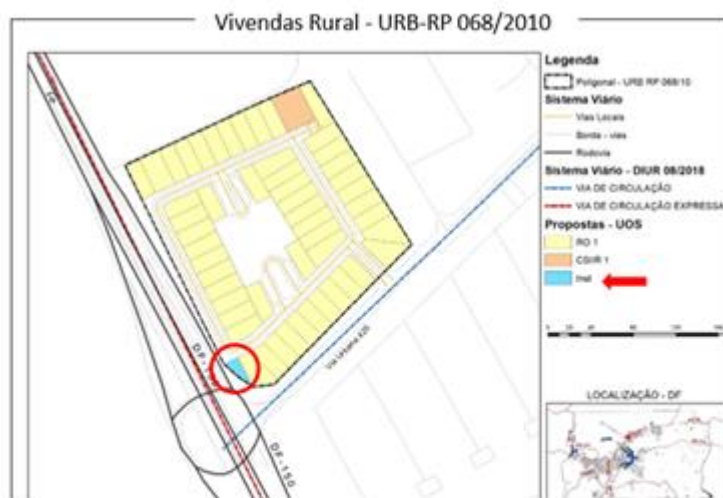 Vivendas Rural - URB-RP 068/2010
Legenda
Poligonal - URB RP 068/10
Sistema Viário
Vias Locais
Borda - vias
Rodovia
Sistema Viário - DIUR 08/2018
VIA DE CIRCULAÇÃO
VIA DE CIRCULAÇÃO EXPRESSA
Propostas - UOS
RO 1
CSIIR 1
Inst
DF-150
LOCALIZAÇÃO - DF